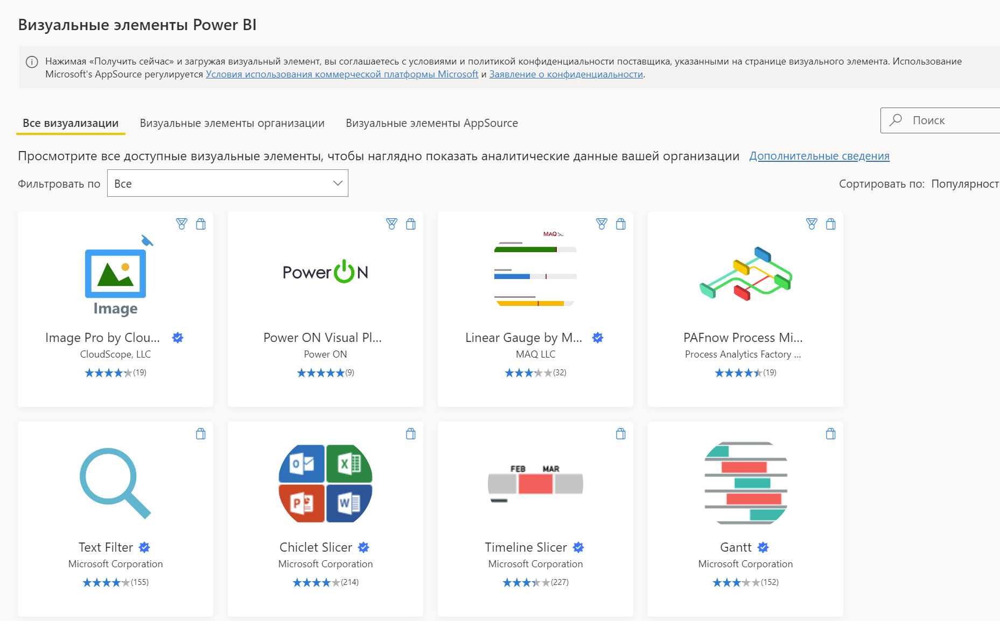 Визуальные элементы Power BI
Нажимая «Получить сейчас» и загружая визуальный элемент, вы соглашаетесь с условиями и политикой конфиденциальности поставщика, указанными на странице визуального элемента. Использование
Microsoft's AppSource регулируется Условия использования коммерческой платформы Microsoft и Заявление о конфиденциальности.
Все визуализации Визуальные элементы организации Визуальные элементы AppSource Поиск
Просмотрите все доступные визуальные элементы, чтобы наглядно показать аналитические данные вашей организации Дополнительные сведения
Фильтровать по Все Сортировать по: Популярност
MAQ Sc
Image
PowerON
Image Pro by Clou... Power ON Visual Pl... Linear Gauge by M... PAFnow Process Mi...
CloudScope, LLC Power ON MAQ LLC Process Analytics Factory ...
(19) (9) (32) (19)
FEB MAR
O X
P W
Text Filter Chiclet Slicer Timeline Slicer Gantt
Microsoft Corporation Microsoft Corporation Microsoft Corporation Microsoft Corporation
(155) (214) (227) (152)